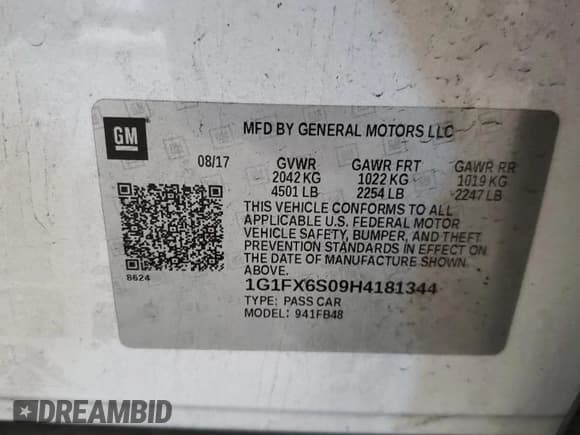 GM
MFD BY GENERAL MOTORS LLC
08/17 GVWR GAWR FRT GAWR RR
2042 KG 1022 KG 1019 KG
4501 LB 2254 LB 2247 LB
THIS VEHICLE CONFORMS TO ALL
APPLICABLE U.S. FEDERAL MOTOR
VEHICLE SAFETY, BUMPER, AND THEFT
PREVENTION STANDARDS IN EFFECT ON
THE DATE OF MANUFACTURE SHOWN
ABOVE.
8624
1G1FX6S09H4181344
TYPE: PASS CAR
MODEL: 941FB48
DREAMBID